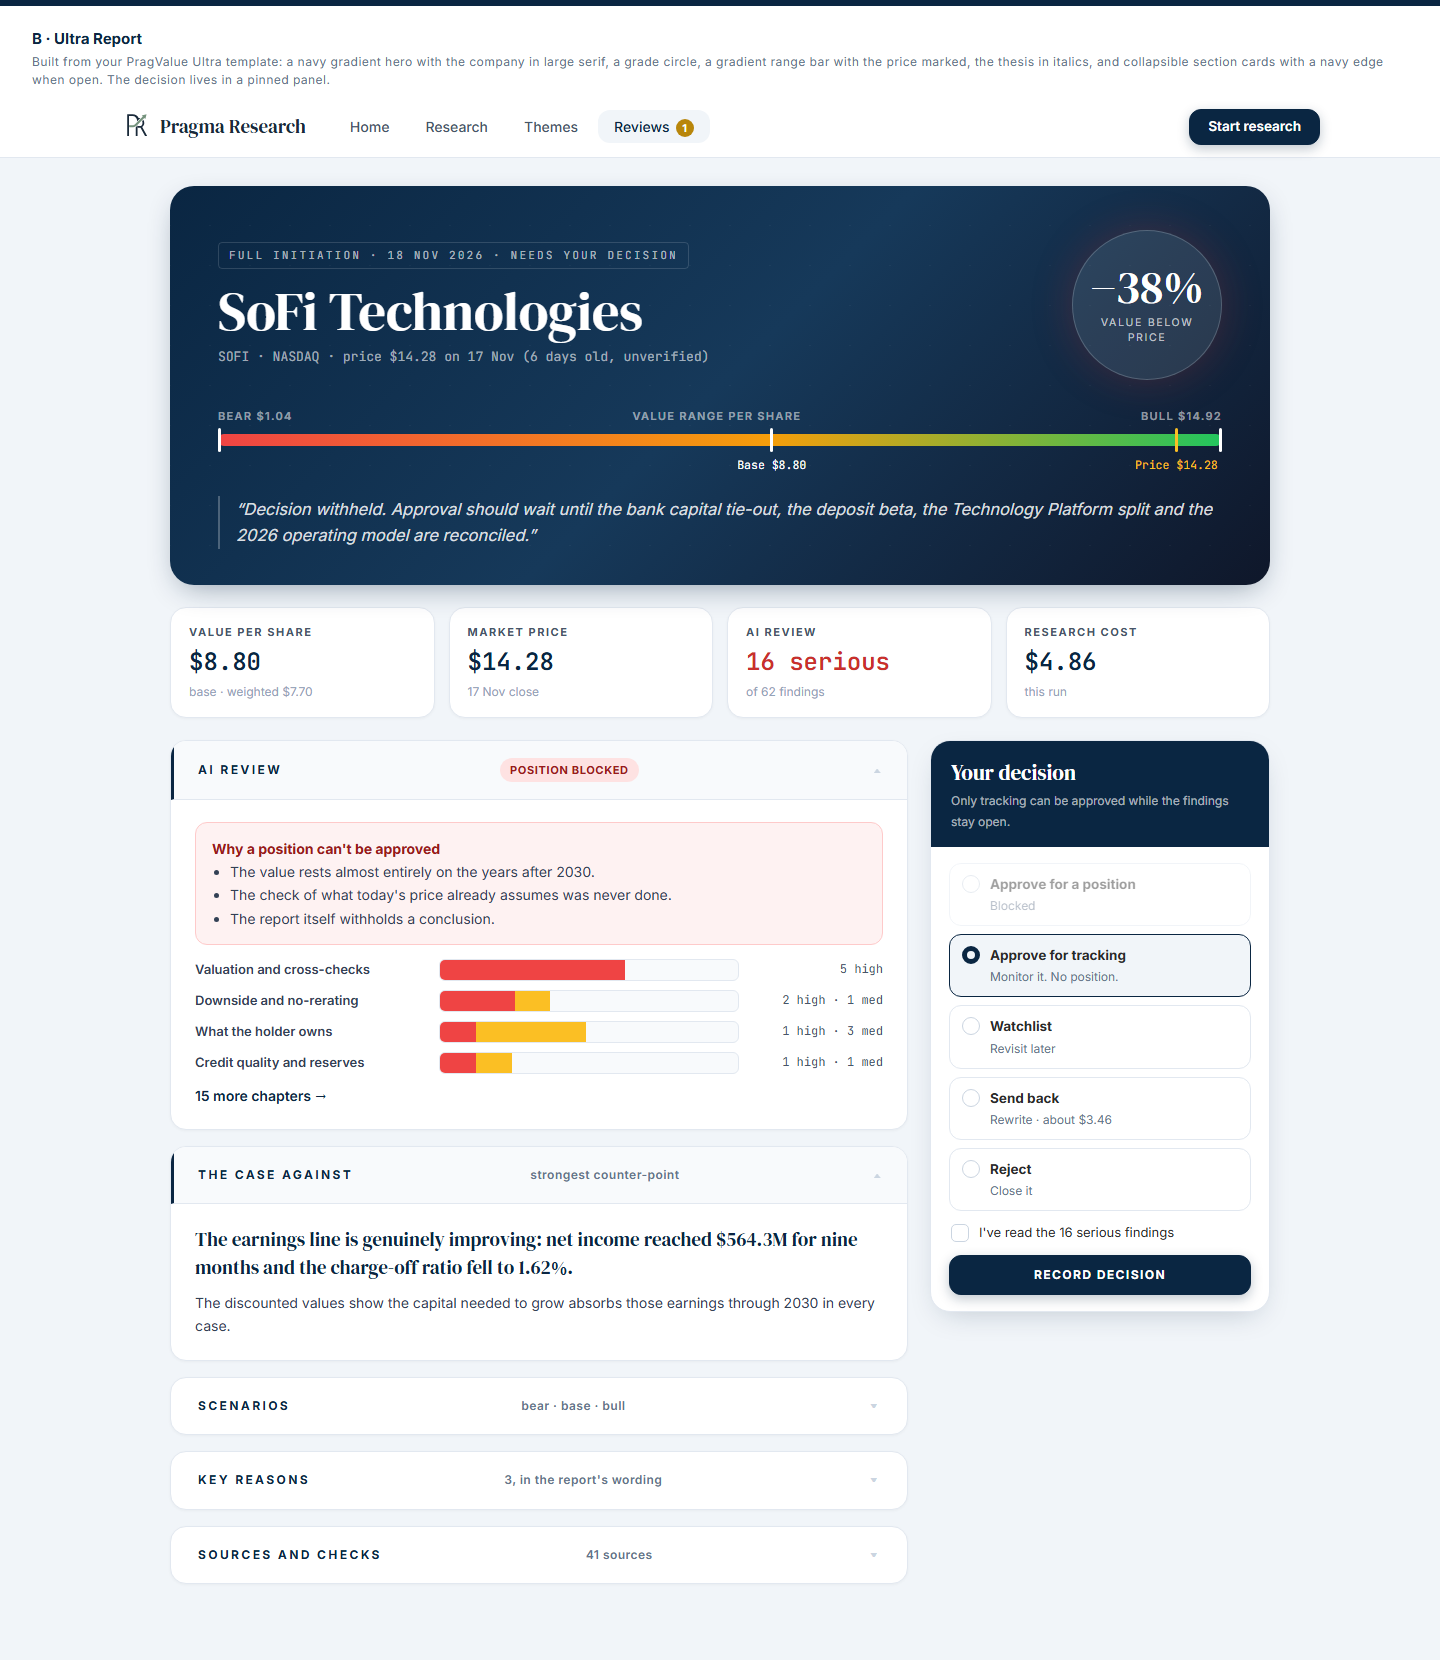 B · Ultra Report
Built from your PragValue Ultra template: a navy gradient hero with the company in large serif, a grade circle, a gradient range bar with the price marked, the thesis in italics, and collapsible section cards with a navy edge
when open. The decision lives in a pinned panel.
PR Pragma Research
Home
Research
Themes
Reviews 1
Start research
FULL INITIATION · 18 NOV 2026 · NEEDS YOUR DECISION
SoFi Technologies
SOFI · NASDAQ · price $14.28 on 17 Nov (6 days old, unverified)
−38%
VALUE BELOW
PRICE
BEAR $1.04
VALUE RANGE PER SHARE
BULL $14.92
Base $8.80
Price $14.28
“Decision withheld. Approval should wait until the bank capital tie-out, the deposit beta, the Technology Platform split and the
2026 operating model are reconciled.”
VALUE PER SHARE
$8.80
base · weighted $7.70
MARKET PRICE
$14.28
17 Nov close
AI REVIEW
16 serious
of 62 findings
RESEARCH COST
$4.86
this run
AI REVIEW
POSITION BLOCKED
Why a position can't be approved
• The value rests almost entirely on the years after 2030.
• The check of what today's price already assumes was never done.
• The report itself withholds a conclusion.
Valuation and cross-checks
5 high
Downside and no-rerating
2 high · 1 med
What the holder owns
1 high · 3 med
Credit quality and reserves
1 high · 1 med
15 more chapters →
THE CASE AGAINST
strongest counter-point
The earnings line is genuinely improving: net income reached $564.3M for nine
months and the charge-off ratio fell to 1.62%.
The discounted values show the capital needed to grow absorbs those earnings through 2030 in every
case.
SCENARIOS
bear · base · bull
KEY REASONS
3, in the report's wording
SOURCES AND CHECKS
41 sources
Your decision
Only tracking can be approved while the findings
stay open.
Approve for a position
Blocked
Approve for tracking
Monitor it. No position.
Watchlist
Revisit later
Send back
Rewrite · about $3.46
Reject
Close it
I've read the 16 serious findings
RECORD DECISION